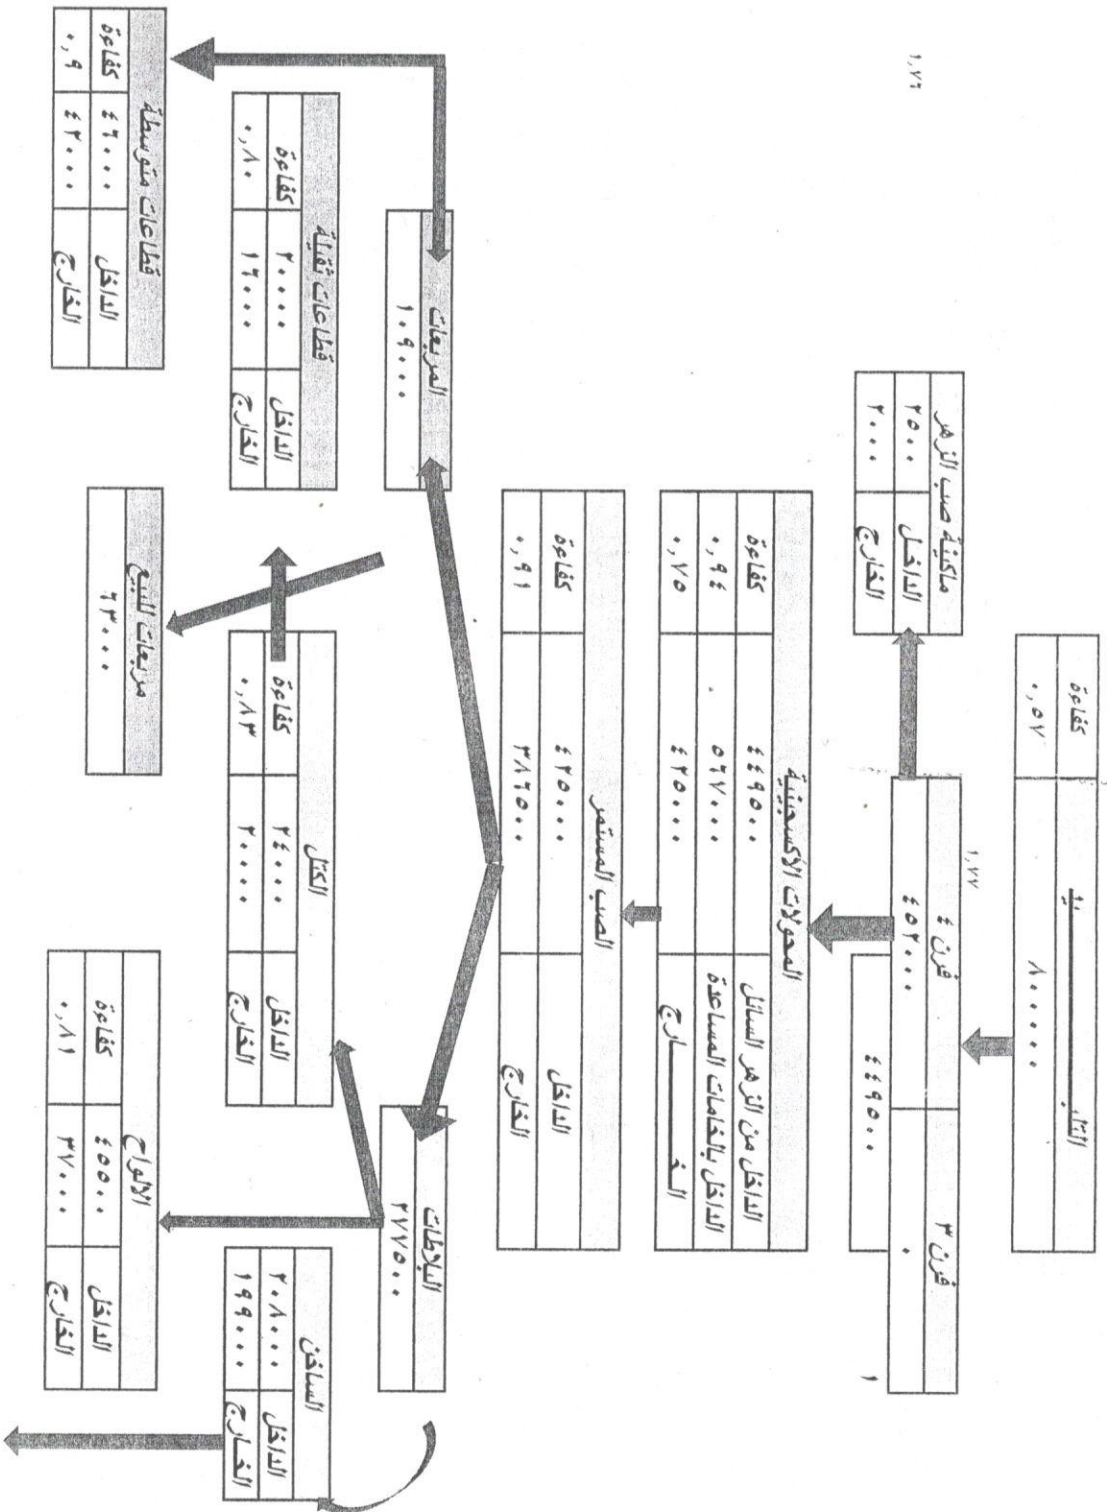 التلبيد
كفاءة
٨٠٠٠٠٠
٠,٥٧
١,٧٦
١,٧٧
فرن ٣ فرن ٤
٠ ٤٥٢٠٠٠
٤٤٩٥٠٠
١
ماكينة صب الزهر
الداخل ٢٥٠٠
الخارج ٢٠٠٠
المحولات الأكسجينية
الداخل من الزهر السائل ٤٤٩٥٠٠ كفاءة
الداخل بالخامات المساعدة ٥٦٧٠٠٠ ٠,٩٤
الخـــــارج ٤٢٥٠٠٠ ٠,٧٥
الصب المستمر
الداخل ٤٢٥٠٠٠ كفاءة
الخارج ٣٨٦٥٠٠ ٠,٩١
المربعات
١٠٩٠٠٠
البلاطات
٢٧٧٥٠٠
قطاعات ثقيلة
الداخل ٢٠٠٠٠ كفاءة
الخارج ١٦٠٠٠ ٠,٨٠
الكتل
الداخل ٢٤٠٠٠ كفاءة
الخارج ٢٠٠٠٠ ٠,٨٣
الساخن
الداخل ٢٠٨٠٠٠
الخارج ١٩٩٠٠٠
قطاعات متوسطة
الداخل ٤٦٠٠٠ كفاءة
الخارج ٤٢٠٠٠ ٠,٩
مربعات للبيع
٦٣٠٠٠
الالواح
الداخل ٤٥٥٠٠ كفاءة
الخارج ٣٧٠٠٠ ٠,٨١